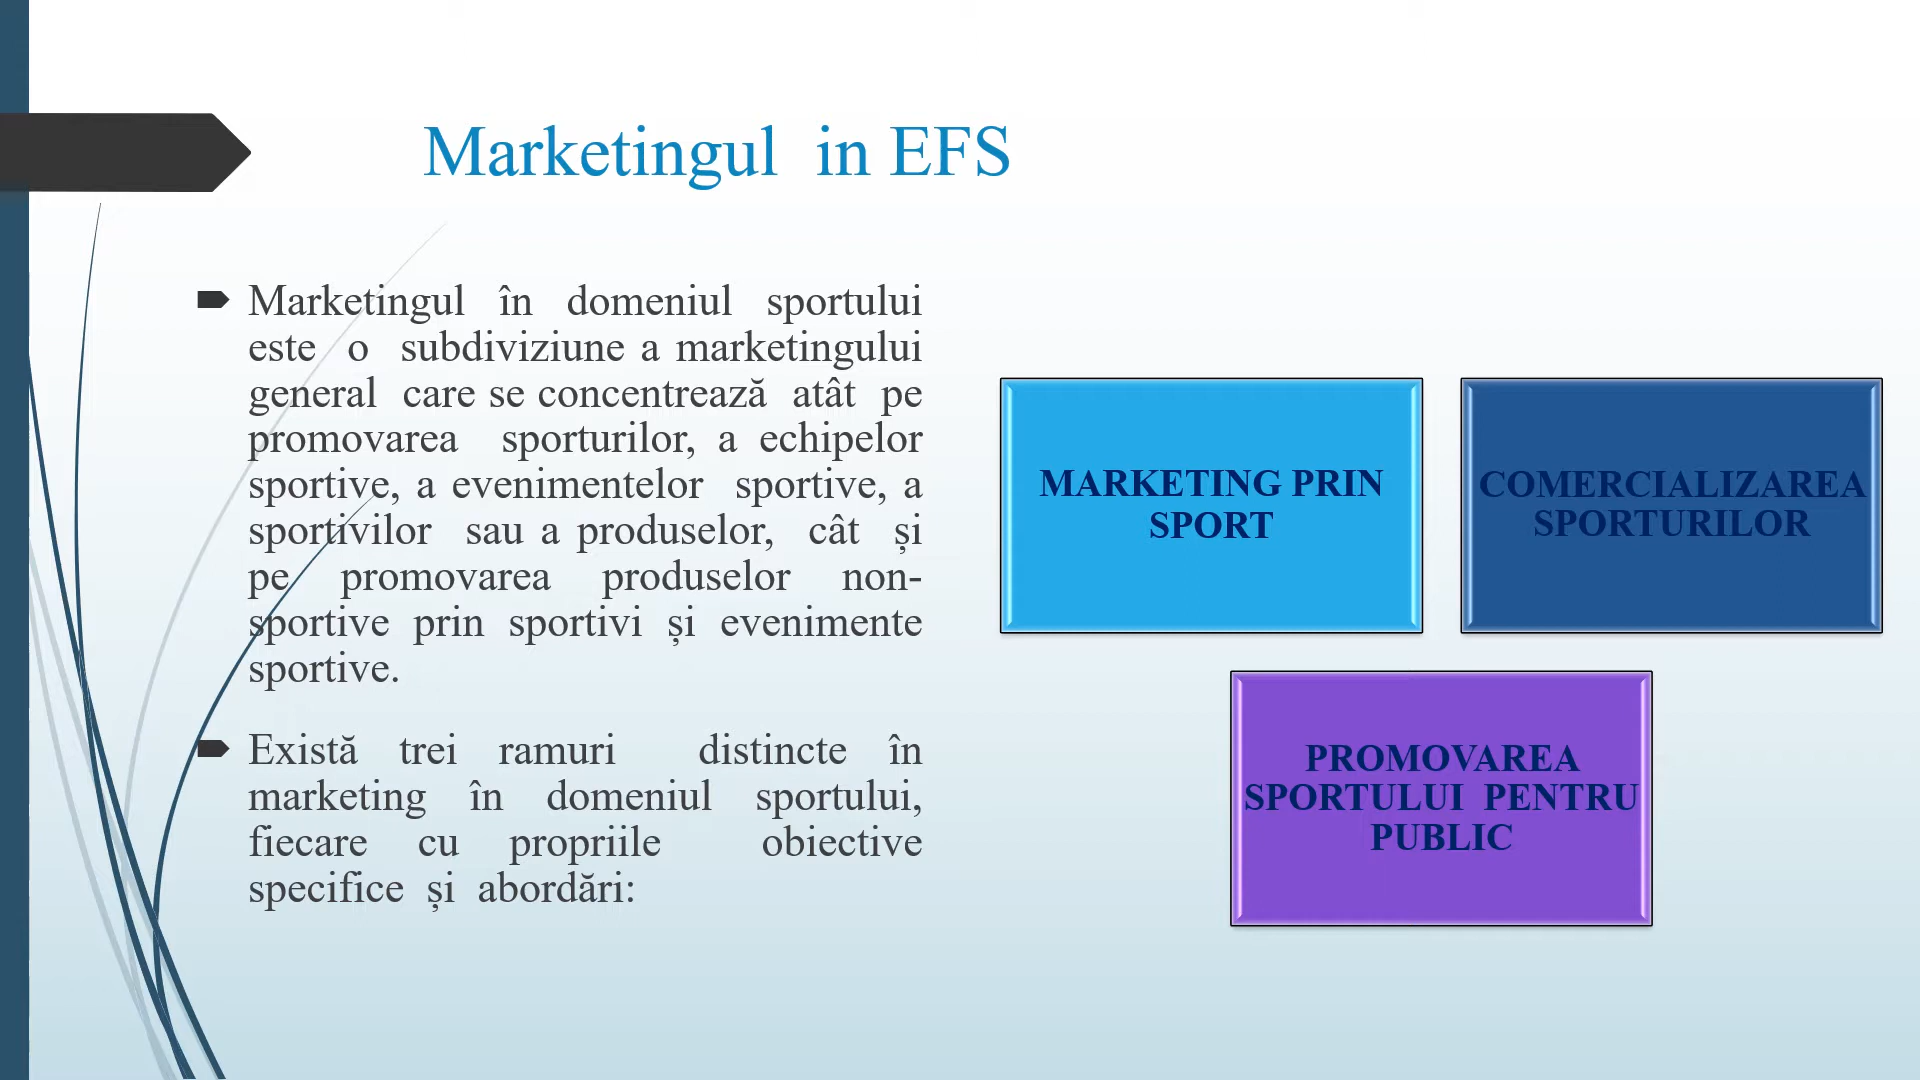 Marketingul in EFS
Marketingul în domeniul sportului
este o subdiviziune a marketingului
general care se concentrează atât pe
promovarea sporturilor, a echipelor
sportive, a evenimentelor sportive, a
sportivilor sau a produselor, cât și
pe promovarea produselor non-
sportive prin sportivi și evenimente
sportive.
Există trei ramuri distincte în
marketing în domeniul sportului,
fiecare cu propriile obiective
specifice și abordări:
MARKETING PRIN
SPORT
COMERCIALIZAREA
SPORTURILOR
PROMOVAREA
SPORTULUI PENTRU
PUBLIC